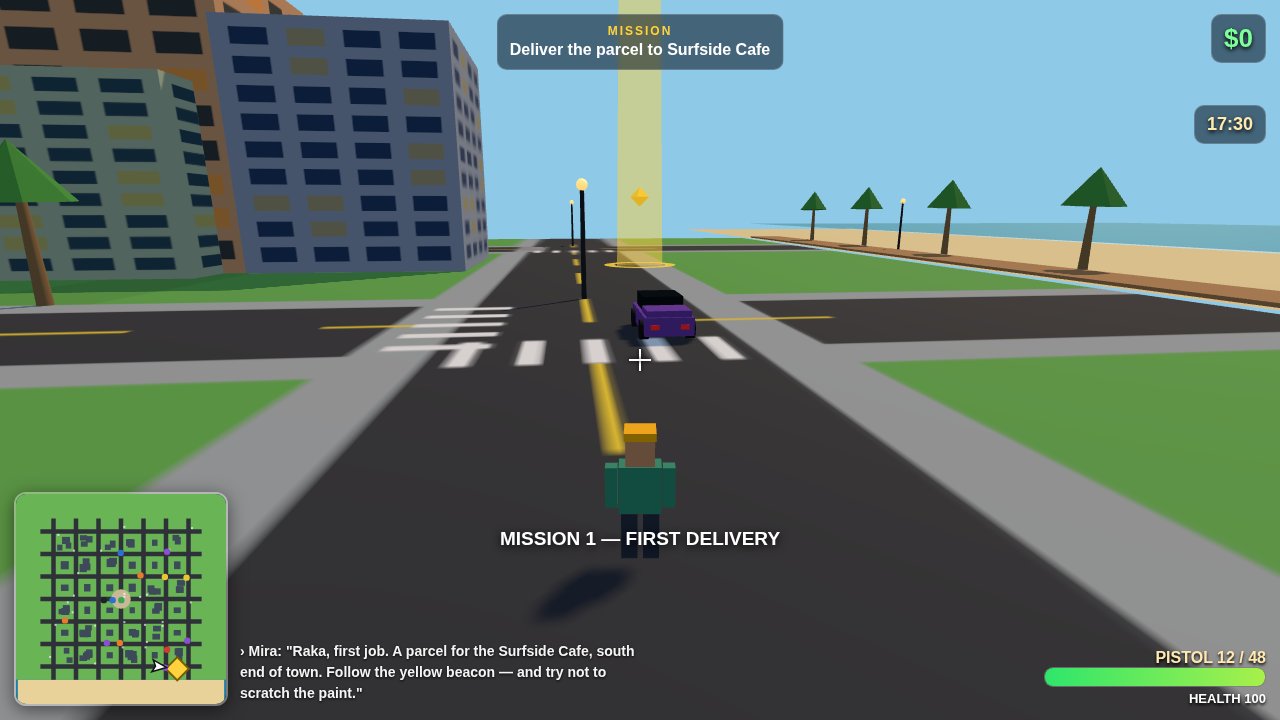 MISSION
Deliver the parcel to Surfside Cafe
$0
17:30
MISSION 1 — FIRST DELIVERY
› Mira: "Raka, first job. A parcel for the Surfside Cafe, south
end of town. Follow the yellow beacon — and try not to
scratch the paint."
PISTOL 12 / 48
HEALTH 100